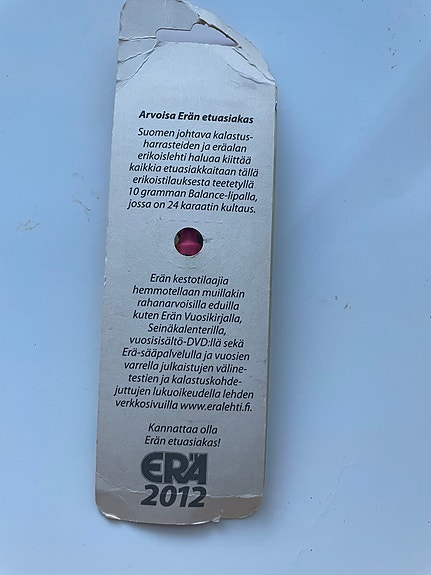 Arvoisa Erän etuasiakas
Suomen johtava kalastus-
harrasteiden ja eräalan
erikoislehti haluaa kiittää
kaikkia etuasiakkaitaan tällä
erikoistilauksesta teetetyllä
10 gramman Balance-lipalla,
jossa on 24 karaatin kultaus.
Erän kestotilaajia
hemmotellaan muillakin
rahanarvoisilla eduilla
kuten Erän Vuosikirjalla,
Seinäkalenterilla,
vuosisisältö-DVD:llä sekä
Erä-sääpalvelulla ja vuosien
varrella julkaistujen väline-
testien ja kalastuskohde-
juttujen lukuoikeudella lehden
verkkosivuilla www.eralehti.fi.
Kannattaa olla
Erän etuasiakas!
ERÄ
2012